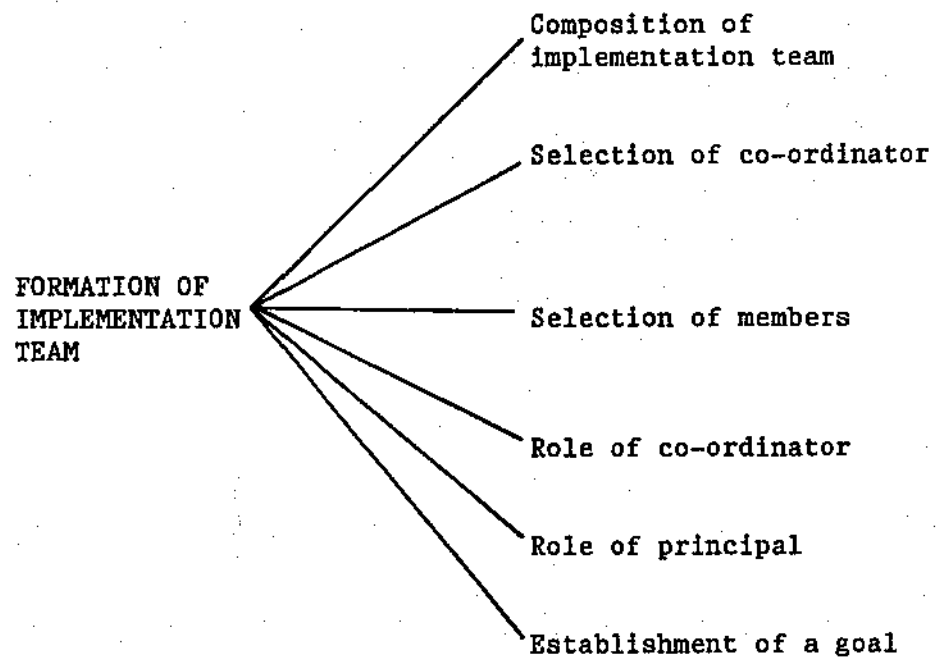 Composition of
implementation team
Selection of co-ordinator
FORMATION OF
IMPLEMENTATION
TEAM
Selection of members
Role of co-ordinator
Role of principal
Establishment of a goal